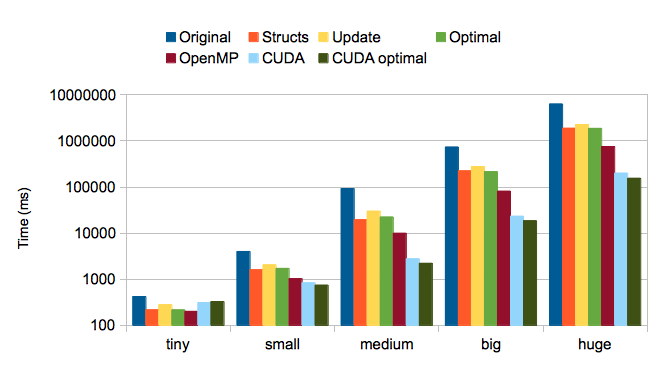 Original Structs Update Optimal
OpenMP CUDA CUDA optimal
10000000
1000000
100000
10000
1000
100
Time (ms)
tiny small medium big huge